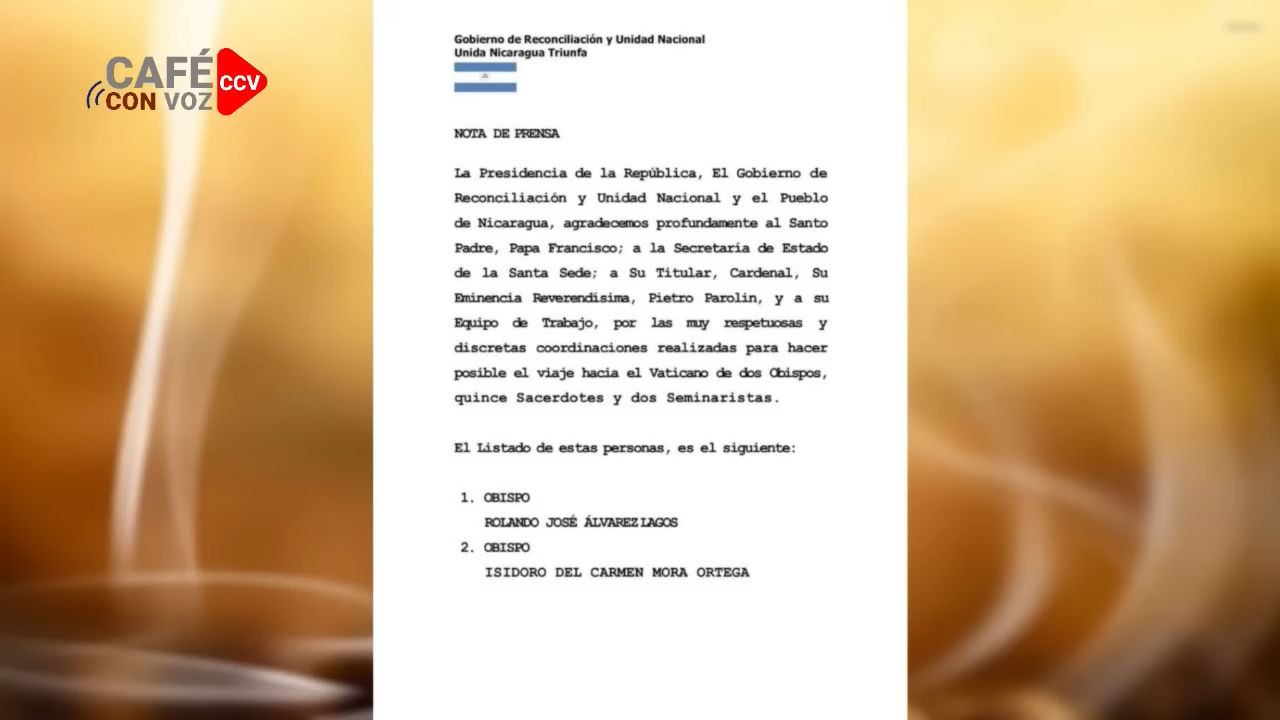 CAFÉ
CON VOZ
CCV
Gobierno de Reconciliación y Unidad Nacional
Unida Nicaragua Triunfa
NOTA DE PRENSA
La Presidencia de la República, El Gobierno de
Reconciliación y Unidad Nacional y el Pueblo
de Nicaragua, agradecemos profundamente al Santo
Padre, Papa Francisco; a la Secretaría de Estado
de la Santa Sede; a Su Titular, Cardenal, Su
Eminencia Reverendísima, Pietro Parolin, y a su
Equipo de Trabajo, por las muy respetuosas y
discretas coordinaciones realizadas para hacer
posible el viaje hacia el Vaticano de dos Obispos,
quince Sacerdotes y dos Seminaristas.
El Listado de estas personas, es el siguiente:
1. OBISPO
ROLANDO JOSÉ ÁLVAREZ LAGOS
2. OBISPO
ISIDORO DEL CARMEN MORA ORTEGA